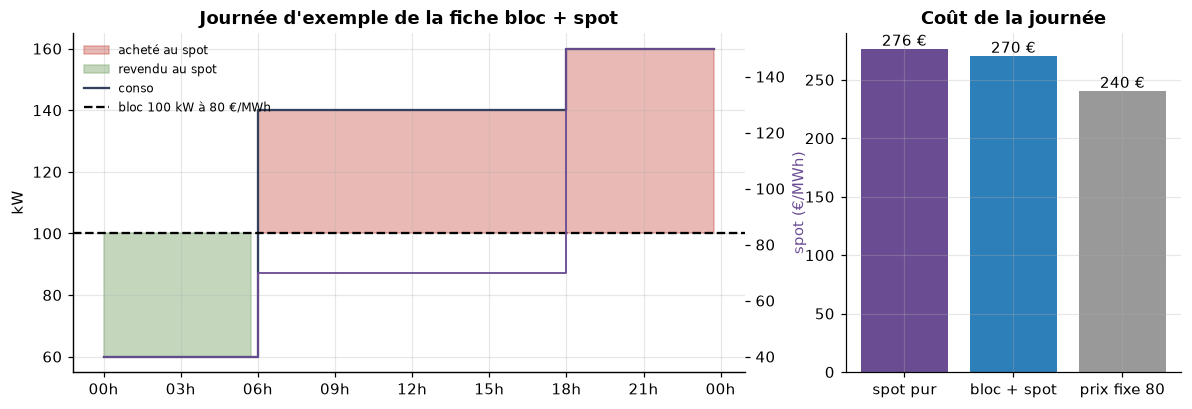 Journée d'exemple de la fiche bloc + spot
acheté au spot
revendu au spot
conso
bloc 100 kW à 80 €/MWh
kW
160
140
120
100
80
60
00h
03h
06h
09h
12h
15h
18h
21h
00h
140
120
100
80
60
40
spot (€/MWh)
Coût de la journée
276 €
270 €
240 €
250
200
150
100
50
0
spot pur
bloc + spot
prix fixe 80